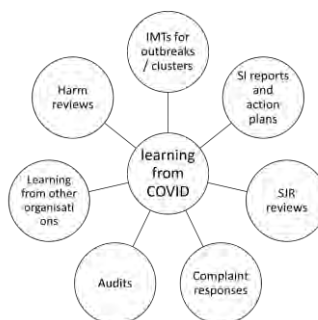 IMTs for
outbreaks
/ clusters
SI reports
and
action
plans
SJR
reviews
Complaint
responses
Audits
Learning
from other
organisati
ons
Harm
reviews
learning
from
COVID